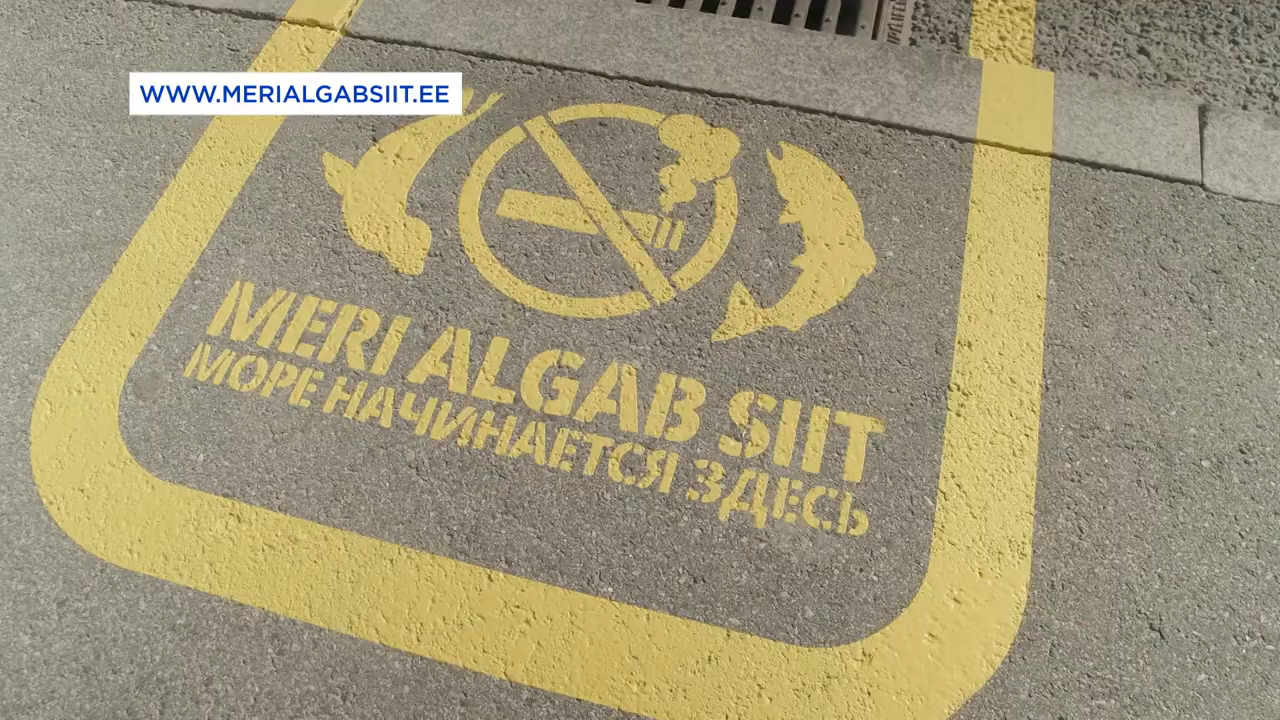 WWW.MERIALGABSIIT.EE
MERI ALGAB SIIT
МОРЕ НАЧИНАЕТСЯ ЗДЕСЬ